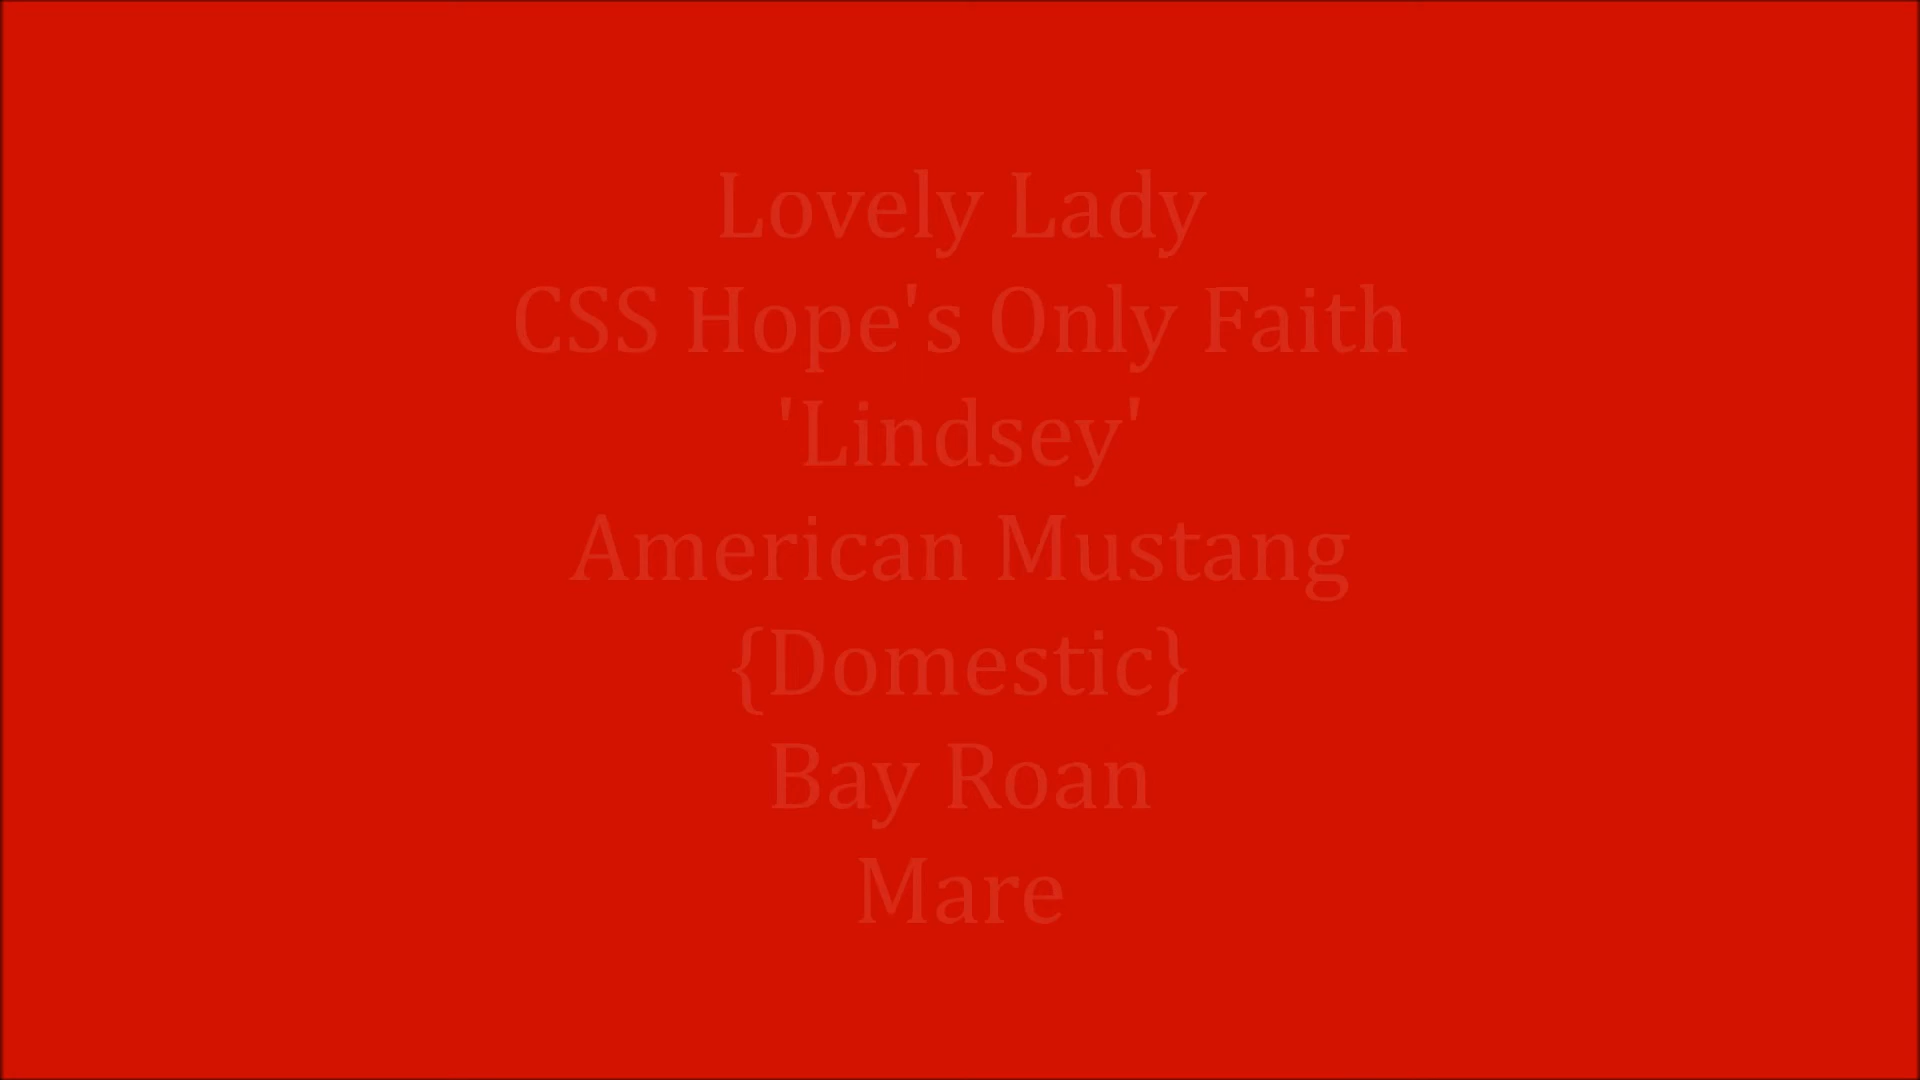 Lovely Lady
CSS Hope's Only Faith
'Lindsey'
American Mustang
{Domestic}
Bay Roan
Mare